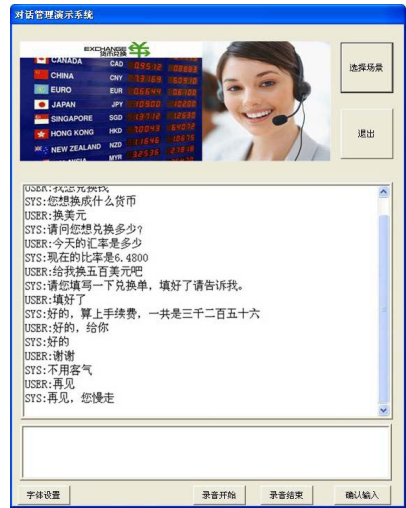 对话管理演示系统
EXCHANGE
货币兑换
CANADA CAD
CHINA CNY
EURO EUR
JAPAN JPY
SINGAPORE SGD
HONG KONG HKD
NEW ZEALAND NZD
MYR
选择场景
退出
USER:我想兑换钱
SYS:您想换成什么货币
USER:换美元
SYS:请问您想兑换多少?
USER:今天的汇率是多少
SYS:现在的比率是6.4800
USER:给我换五百美元吧
SYS:请您填写一下兑换单，填好了请告诉我。
USER:填好了
SYS:好的，算上手续费，一共是三千二百五十六
USER:好的，给你
SYS:好的
USER:谢谢
SYS:不用客气
USER:再见
SYS:再见，您慢走
字体设置
录音开始
录音结束
确认输入